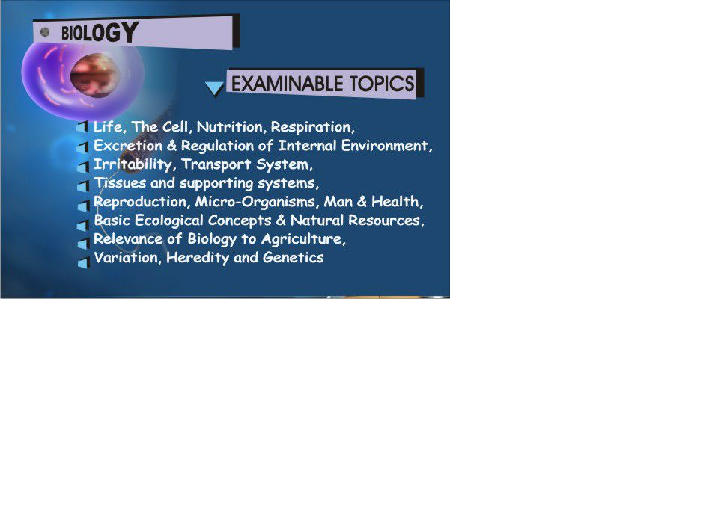 BIOLOGY
EXAMINABLE TOPICS
Life, The Cell, Nutrition, Respiration,
Excretion & Regulation of Internal Environment,
Irritability, Transport System,
Tissues and supporting systems,
Reproduction, Micro-Organisms, Man & Health,
Basic Ecological Concepts & Natural Resources,
Relevance of Biology to Agriculture,
Variation, Heredity and Genetics